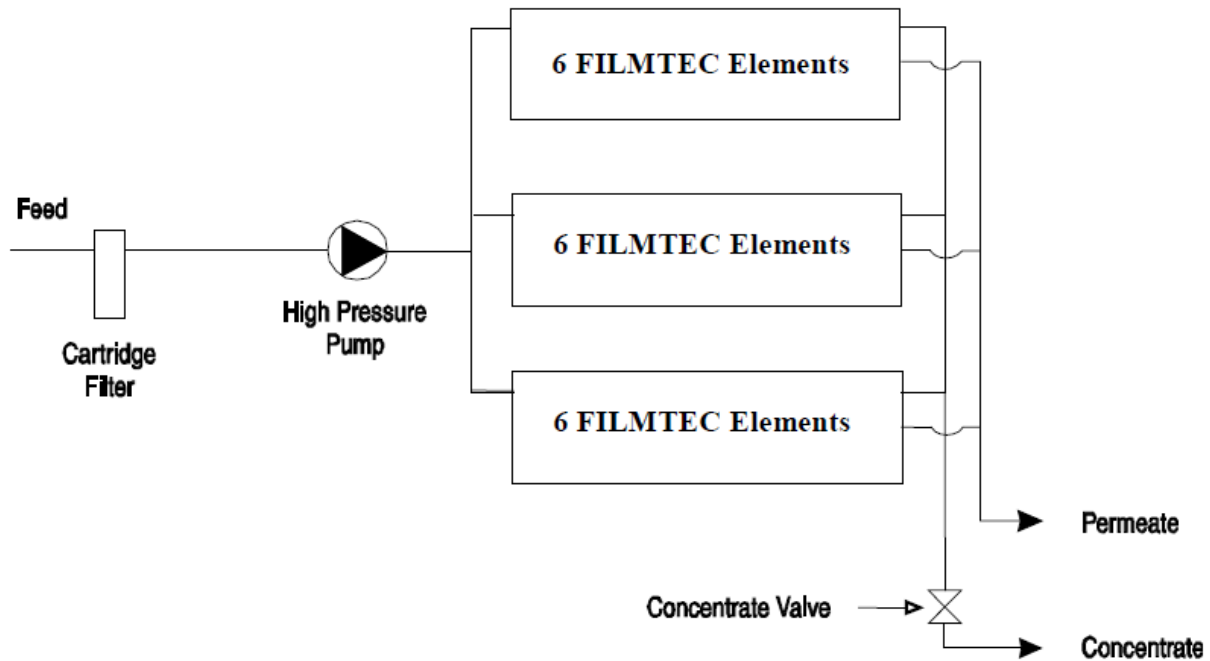 6 FILMTEC Elements
Feed
6 FILMTEC Elements
High Pressure
Pump
Cartridge
Filter
6 FILMTEC Elements
Permeate
Concentrate Valve
Concentrate